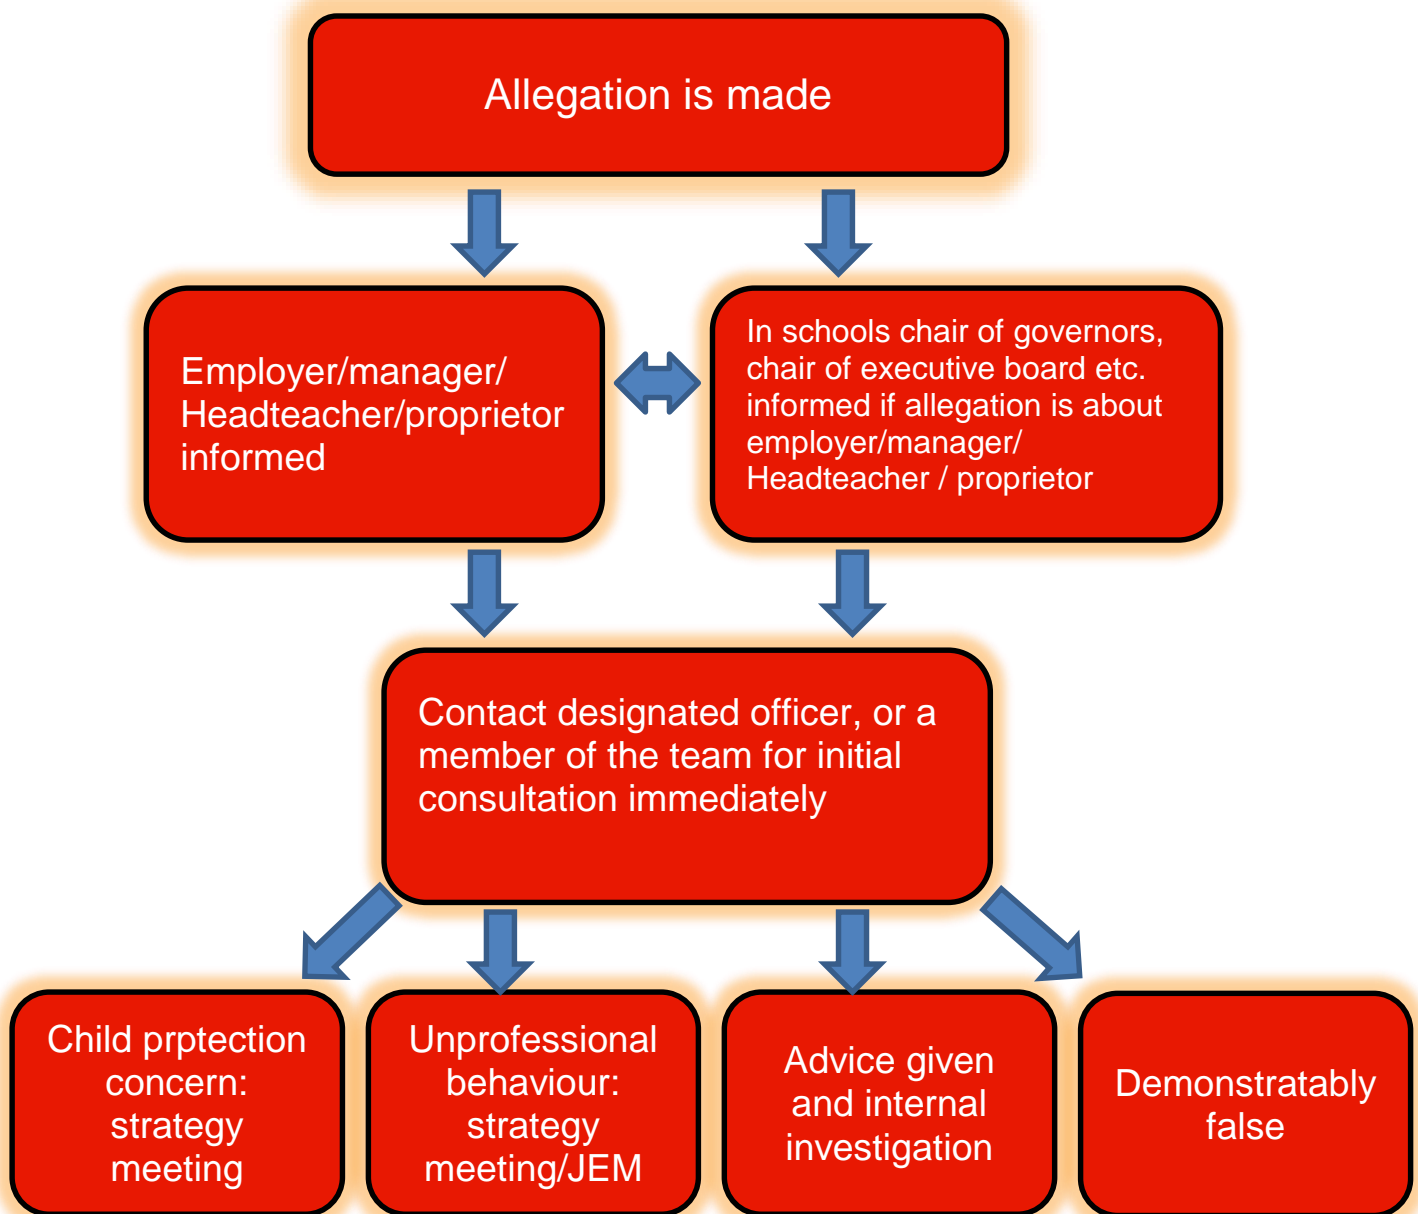 Allegation is made
Employer/manager/
Headteacher/proprietor
informed
In schools chair of governors,
chair of executive board etc.
informed if allegation is about
employer/manager/
Headteacher / proprietor
Contact designated officer, or a
member of the team for initial
consultation immediately
Child prptection
concern:
strategy
meeting
Unprofessional
behaviour:
strategy
meeting/JEM
Advice given
and internal
investigation
Demonstratably
false